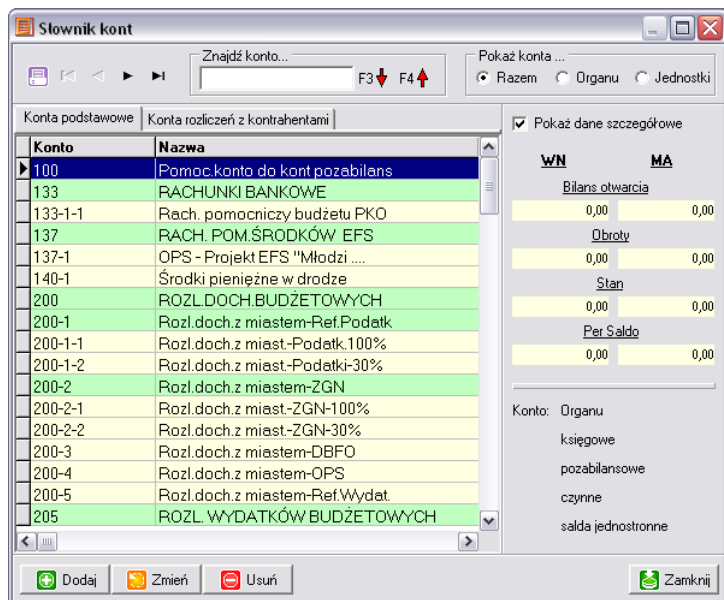 Słownik kont
Znajdź konto...
F3 F4
Pokaż konta ...
Razem Organu Jednostki
Konta podstawowe Konta rozliczeń z kontrahentami
Konto Nazwa
100 Pomoc.konto do kont pozabilans
133 RACHUNKI BANKOWE
133-1-1 Rach. pomocniczy budżetu PKO
137 RACH. POM.ŚRODKÓW EFS
137-1 OPS - Projekt EFS "Młodzi ....
140-1 Środki pieniężne w drodze
200 ROZL.DOCH.BUDŻETOWYCH
200-1 Rozl.doch.z miastem-Ref.Podatk
200-1-1 Rozl.doch.z miast.-Podatk.100%
200-1-2 Rozl.doch.z miast.-Podatki-30%
200-2 Rozl.doch.z miastem-ZGN
200-2-1 Rozl.doch.z miast.-ZGN-100%
200-2-2 Rozl.doch.z miast.-ZGN-30%
200-3 Rozl.doch.z miastem-DBFO
200-4 Rozl.doch.z miastem-OPS
200-5 Rozl.doch.z miastem-Ref.Wydat.
205 ROZL. WYDATKÓW BUDŻETOWYCH
Pokaż dane szczegółowe
WN MA
Bilans otwarcia
0,00 0,00
Obroty
0,00 0,00
Stan
0,00 0,00
Per Saldo
0,00 0,00
Konto: Organu
księgowe
pozabilansowe
czynne
salda jednostronne
Dodaj Zmień Usuń Zamknij